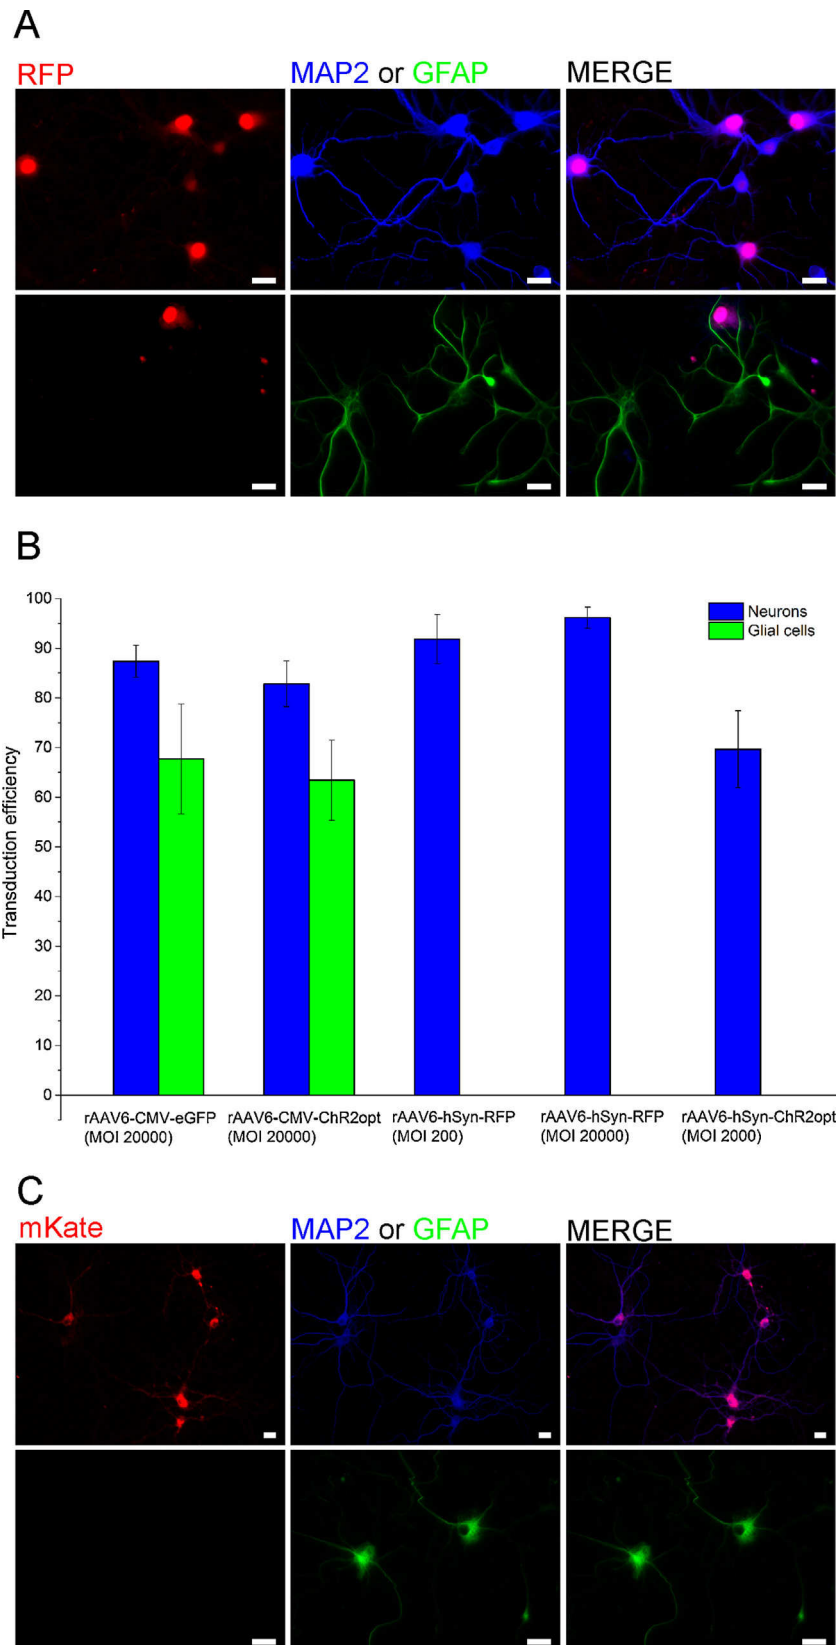 A
RFP
MAP2 or GFAP
MERGE
B
100
90
80
70
60
50
40
30
20
10
0
Transduction efficiency
Neurons
Glial cells
rAAV6-CMV-eGFP
(MOI 20000)
rAAV6-CMV-ChR2opt
(MOI 20000)
rAAV6-hSyn-RFP
(MOI 200)
rAAV6-hSyn-RFP
(MOI 20000)
rAAV6-hSyn-ChR2opt
(MOI 2000)
C
mKate
MAP2 or GFAP
MERGE